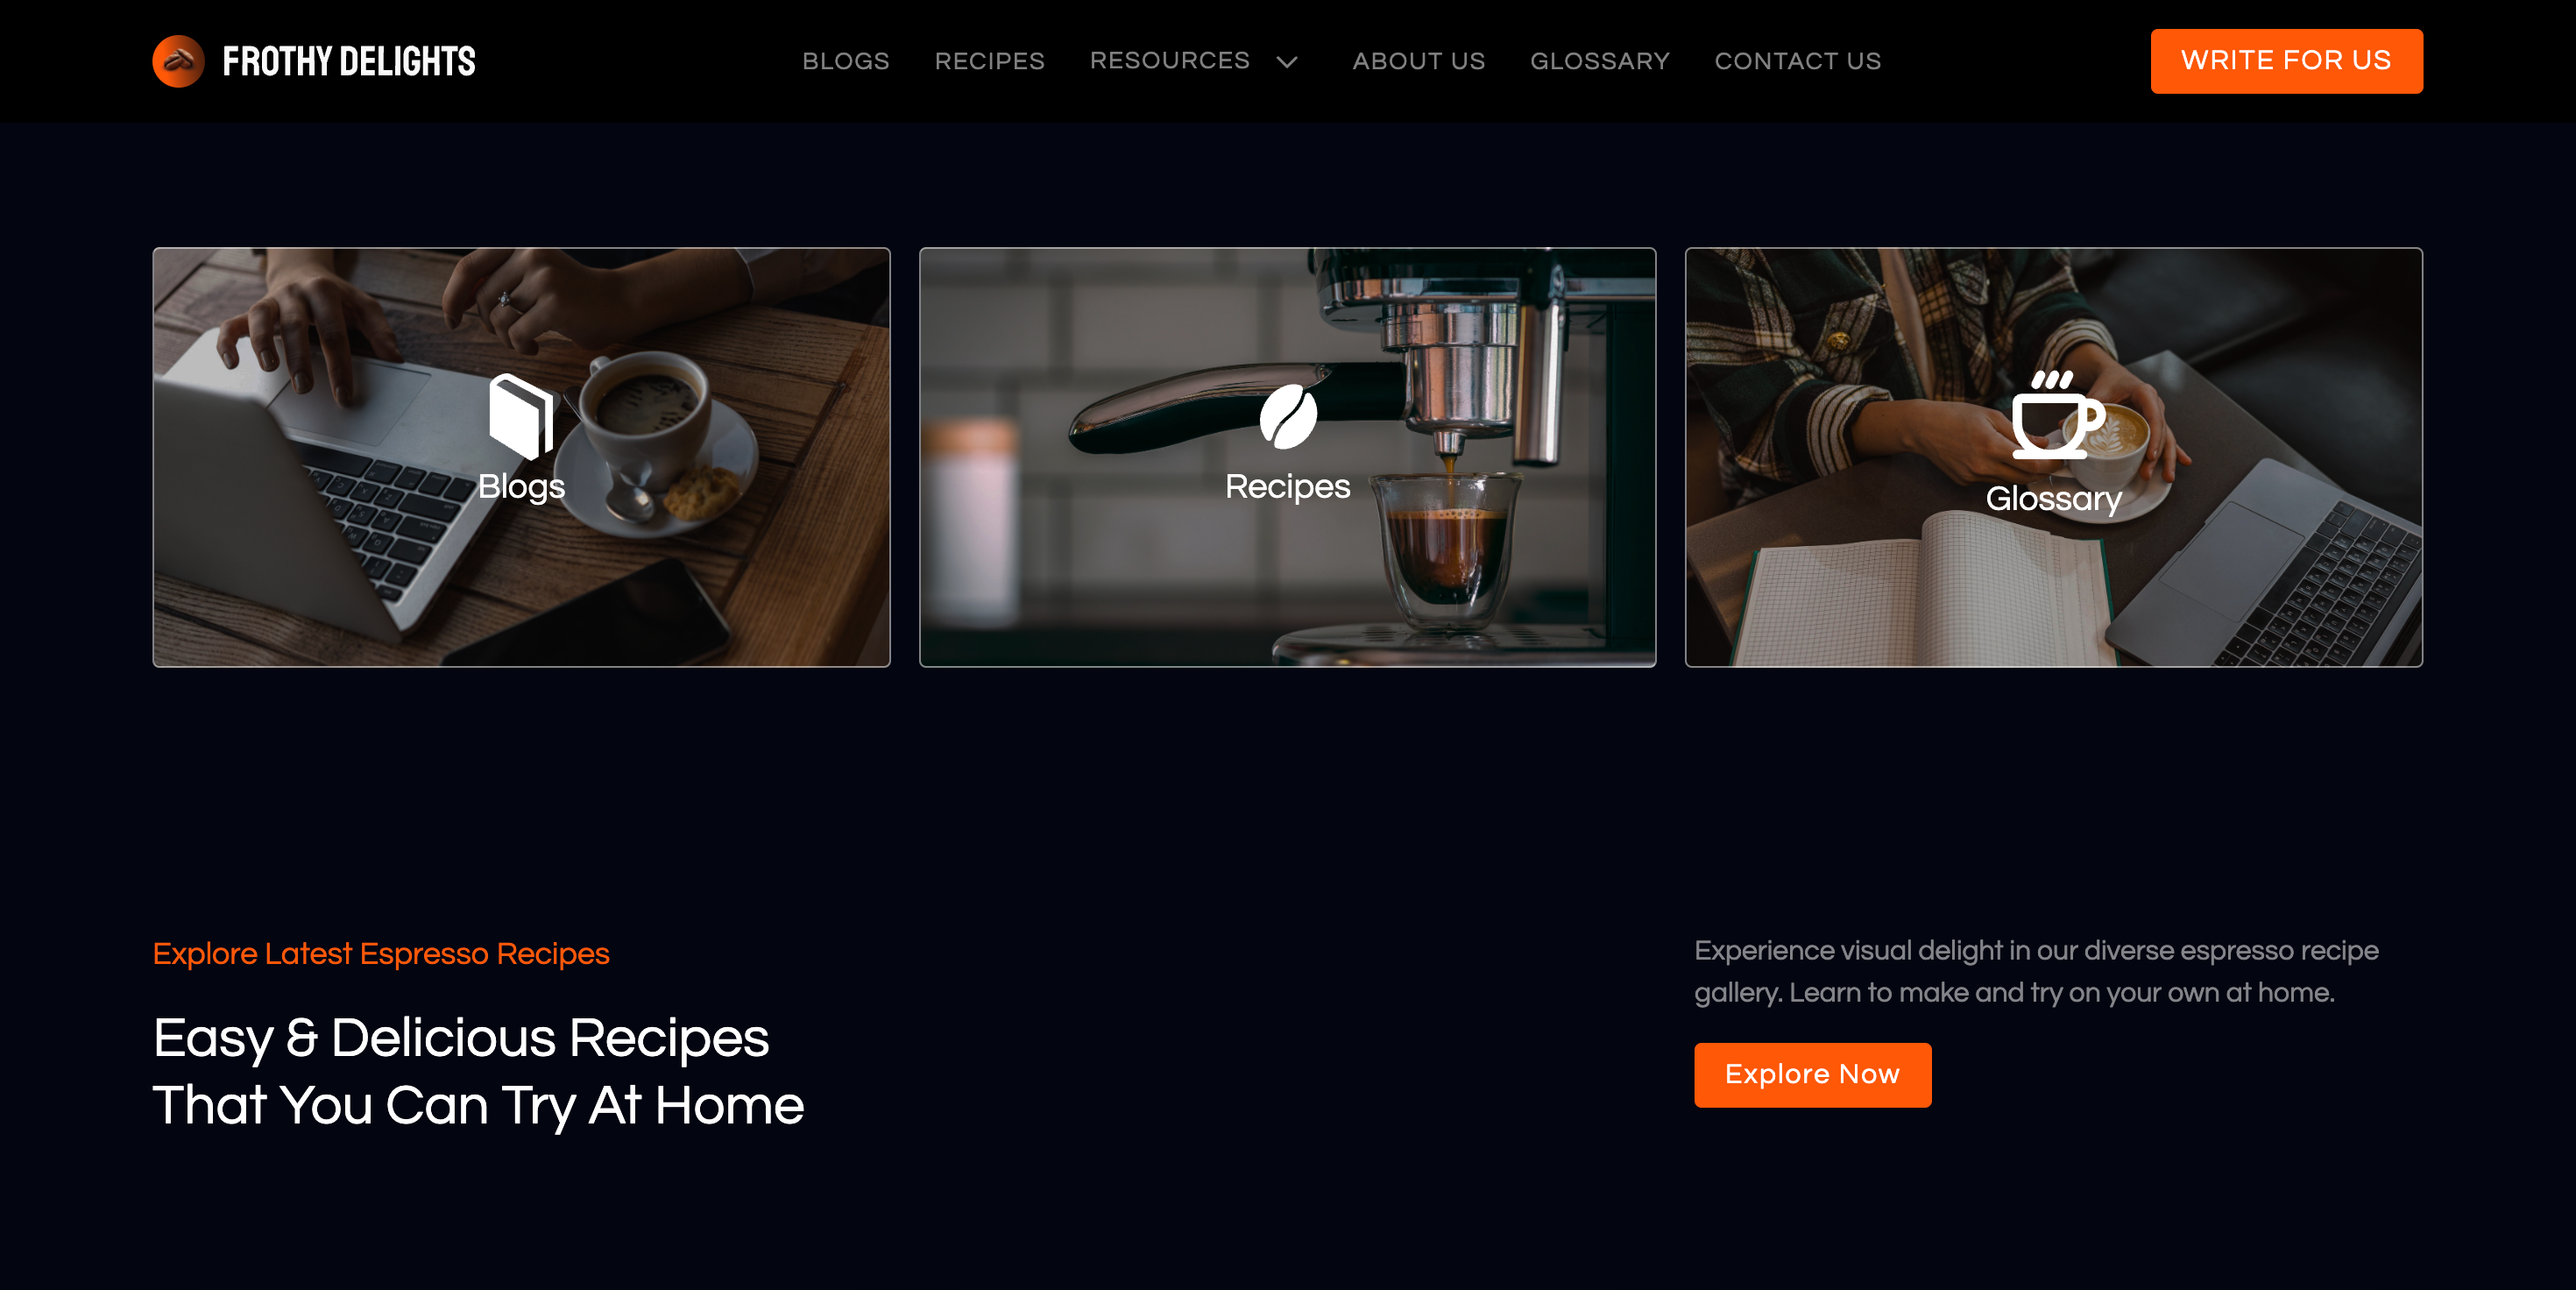 FROTHY DELIGHTS
BLOGS
RECIPES
RESOURCES
ABOUT US
GLOSSARY
CONTACT US
WRITE FOR US
Blogs
Recipes
Glossary
Explore Latest Espresso Recipes
Easy & Delicious Recipes
That You Can Try At Home
Experience visual delight in our diverse espresso recipe
gallery. Learn to make and try on your own at home.
Explore Now